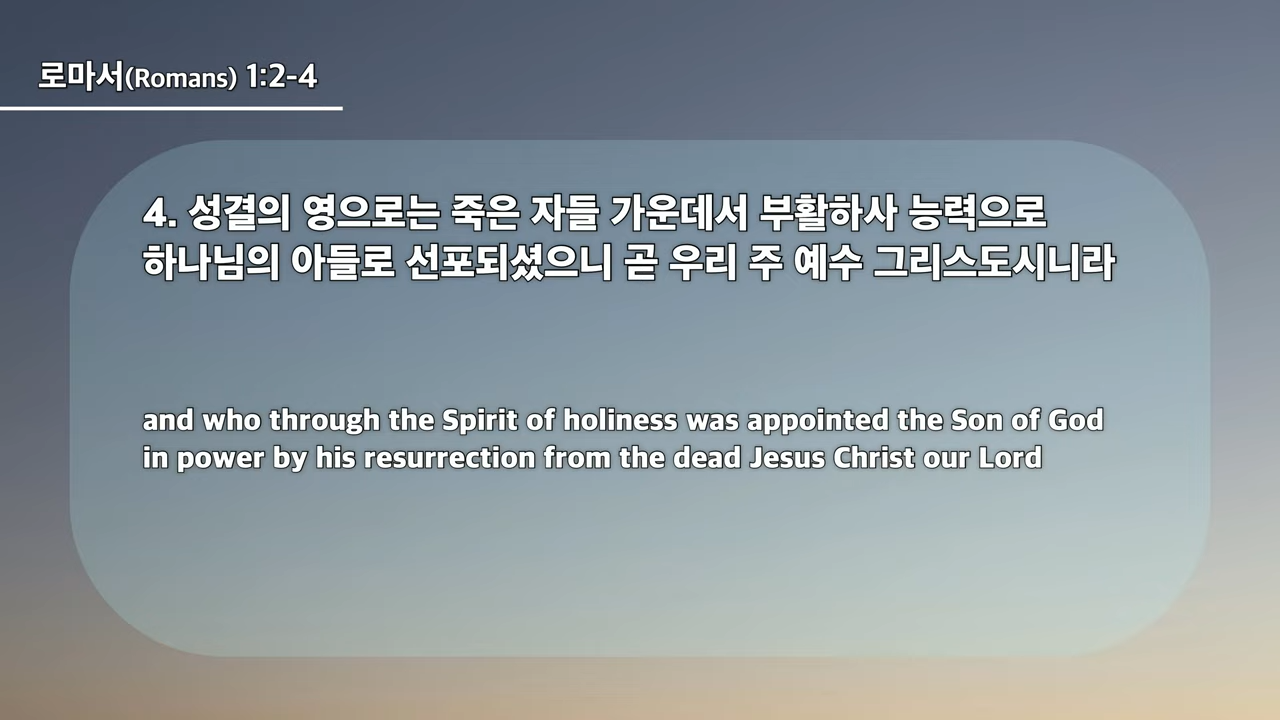 로마서(Romans) 1:2-4
4. 성결의 영으로는 죽은 자들 가운데서 부활하사 능력으로
하나님의 아들로 선포되셨으니 곧 우리 주 예수 그리스도시니라
and who through the Spirit of holiness was appointed the Son of God
in power by his resurrection from the dead Jesus Christ our Lord